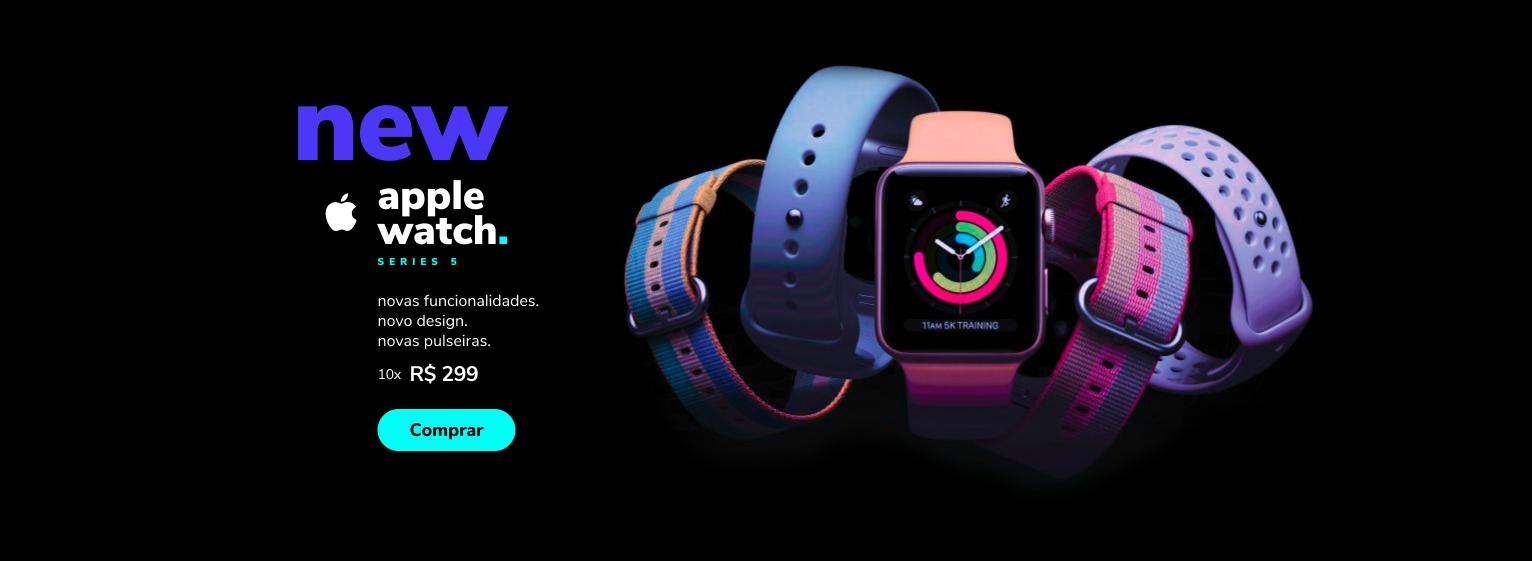 new
apple
watch.
SERIES 5
novas funcionalidades.
novo design.
novas pulseiras.
10x R$ 299
Comprar
11AM 5K TRAINING